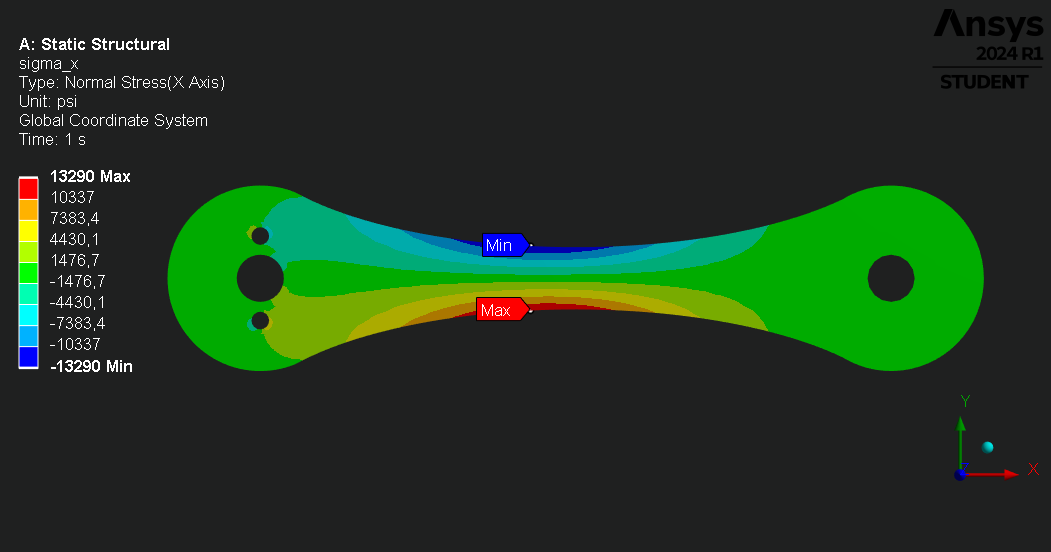 Ansys
2024 R1
STUDENT
A: Static Structural
sigma_x
Type: Normal Stress(X Axis)
Unit: psi
Global Coordinate System
Time: 1 s
13290 Max
10337
7383,4
4430,1
1476,7
-1476,7
-4430,1
-7383,4
-10337
-13290 Min
Min
Max
Y
X